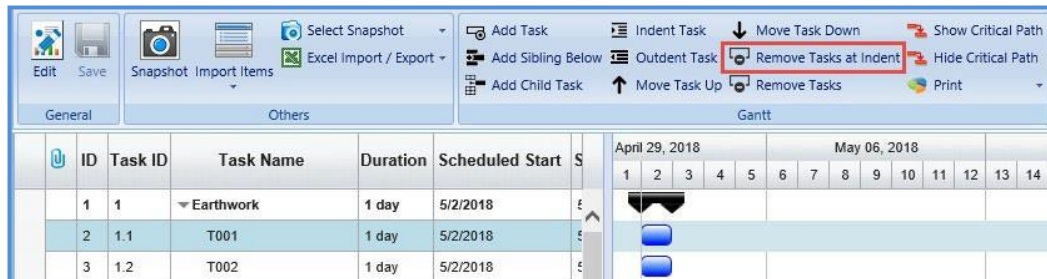 Select Snapshot
Add Task
Indent Task
Move Task Down
Show Critical Path
Excel Import / Export
Add Sibling Below
Outdent Task
Remove Tasks at Indent
Hide Critical Path
Edit
Save
Snapshot
Import Items
Add Child Task
Move Task Up
Remove Tasks
Print
General
Others
Gantt
ID Task ID Task Name Duration Scheduled Start S
April 29, 2018 May 06, 2018
1 2 3 4 5 6 7 8 9 10 11 12 13 14
1 1 Earthwork 1 day 5/2/2018
2 1.1 T001 1 day 5/2/2018
3 1.2 T002 1 day 5/2/2018